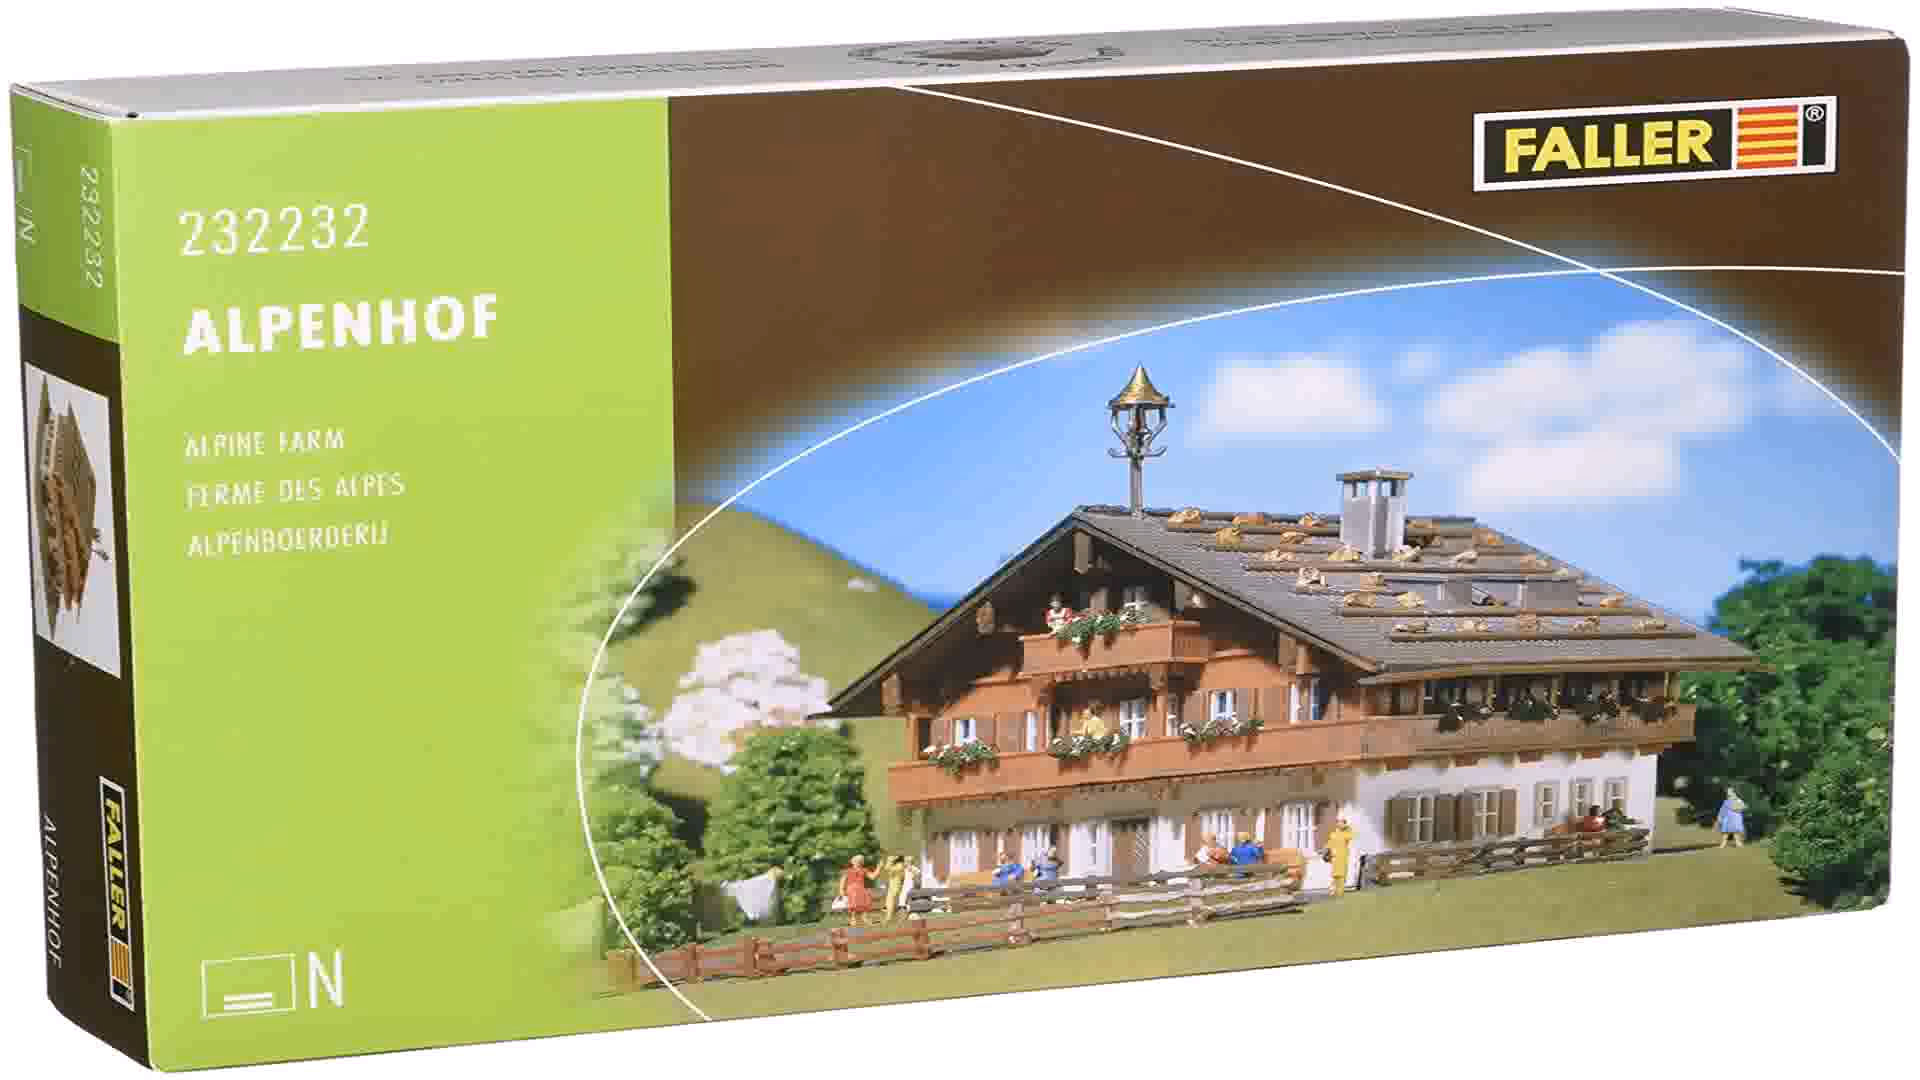 FALLER ®
232232
ALPENHOF
ALPINE FARM
FERME DES ALPES
ALPENBOERDERIJ
N
N
232232
FALLER
ALPENHOF